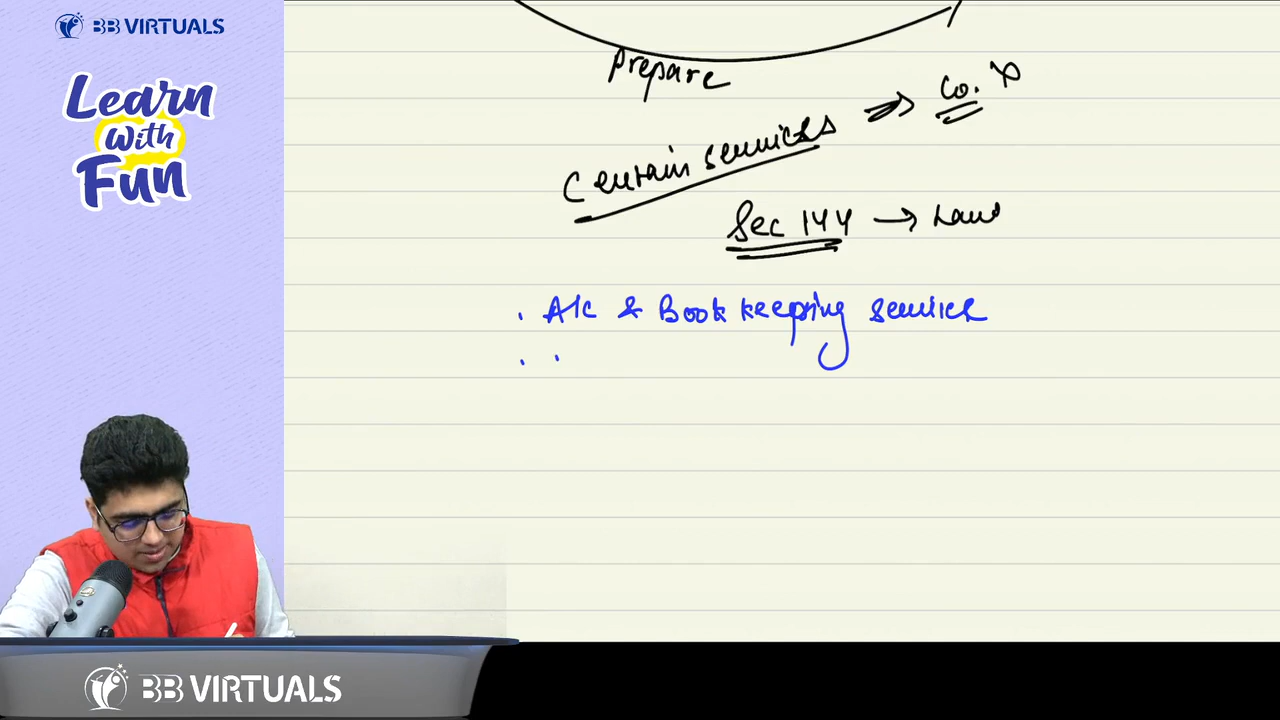 BB VIRTUALS
Learn
With
Fun
Prepare
Certain services ⇒ Co. X
Sec 144 → Law
. A/c & Book keeping service
. .
BB VIRTUALS